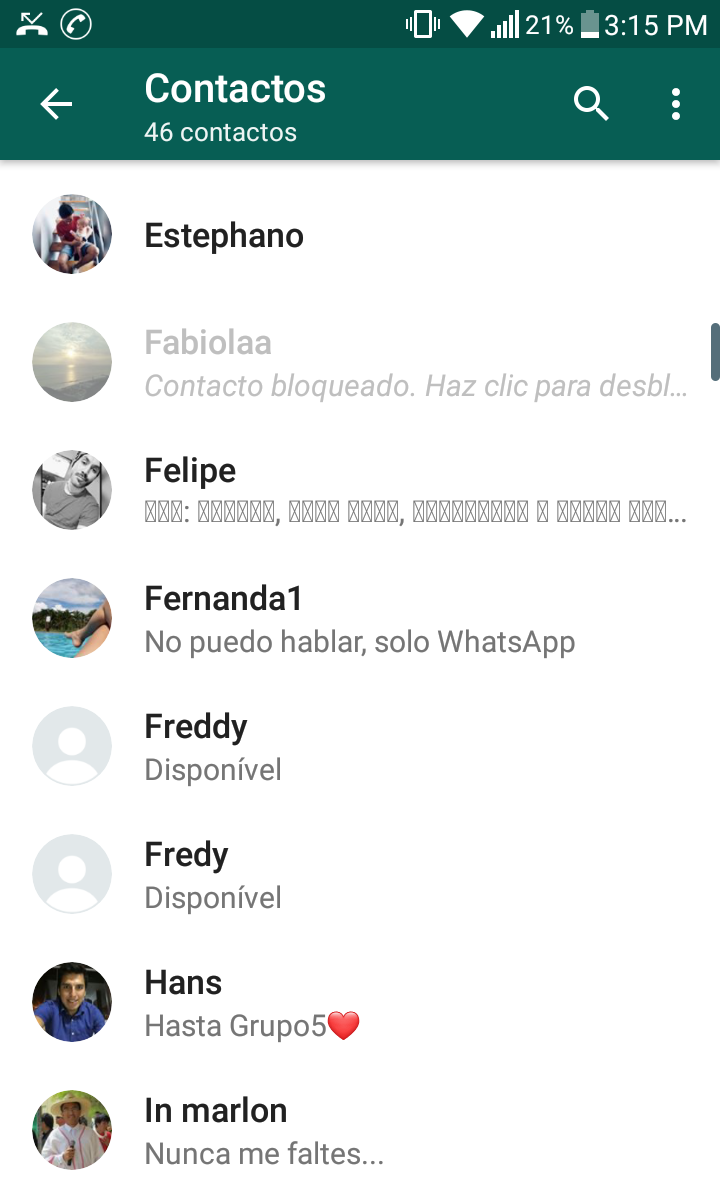 21% 3:15 PM
Contactos
46 contactos
Estephano
Fabiolaa
Contacto bloqueado. Haz clic para desbl...
Felipe
Fernanda1
No puedo hablar, solo WhatsApp
Freddy
Disponível
Fredy
Disponível
Hans
Hasta Grupo5❤️
In marlon
Nunca me faltes...